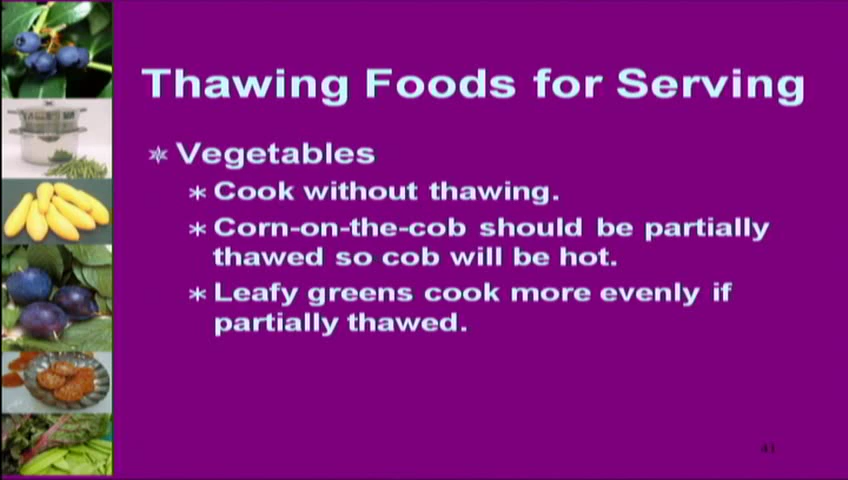 Thawing Foods for Serving
Vegetables
Cook without thawing.
Corn-on-the-cob should be partially
thawed so cob will be hot.
Leafy greens cook more evenly if
partially thawed.
41